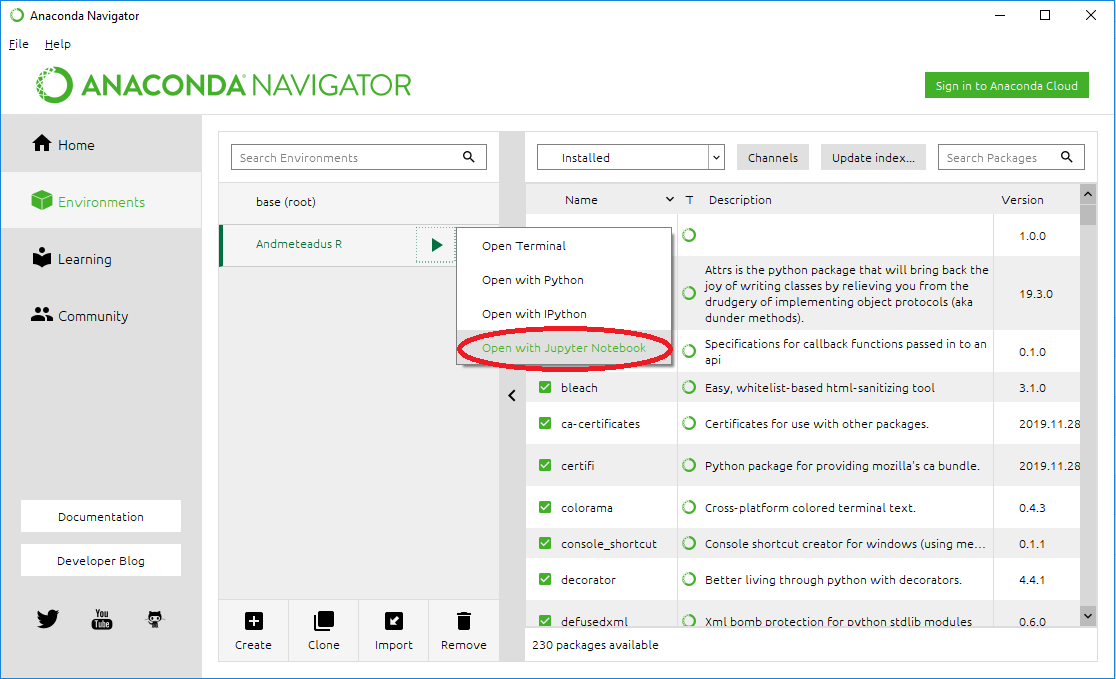 Anaconda Navigator
File Help
ANACONDA NAVIGATOR
Sign in to Anaconda Cloud
Home
Environments
Learning
Community
Documentation
Developer Blog
You
Tube
Search Environments
base (root)
Andmeteadus R
Open Terminal
Open with Python
Open with IPython
Open with Jupyter Notebook
Create
Clone
Import
Remove
Installed
Channels
Update index...
Search Packages
Name T Description Version
1.0.0
Attrs is the python package that will bring back the
joy of writing classes by relieving you from the
drudgery of implementing object protocols (aka
dunder methods).
19.3.0
Specifications for callback functions passed in to an
api
0.1.0
bleach Easy, whitelist-based html-sanitizing tool 3.1.0
ca-certificates Certificates for use with other packages. 2019.11.28
certifi Python package for providing mozilla's ca bundle. 2019.11.28
colorama Cross-platform colored terminal text. 0.4.3
console_shortcut Console shortcut creator for windows (using me... 0.1.1
decorator Better living through python with decorators. 4.4.1
defusedxml Xml bomb protection for python stdlib modules 0.6.0
230 packages available